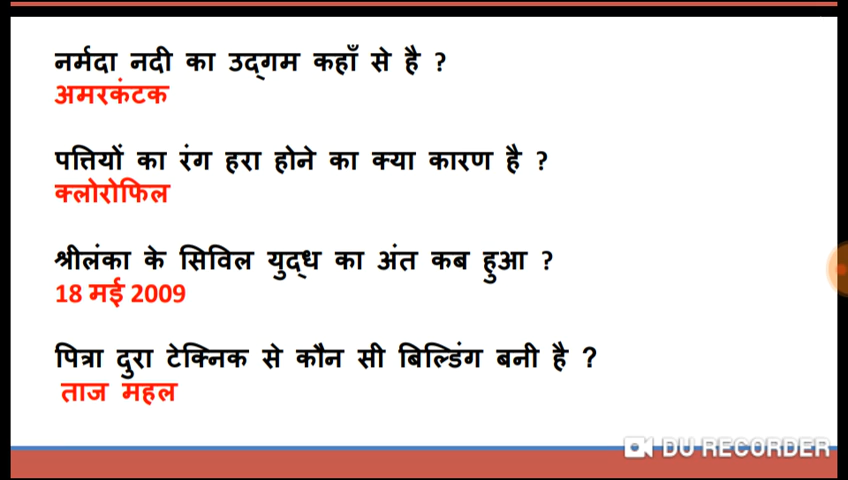 नर्मदा नदी का उद्गम कहाँ से है ?
अमरकंटक
पत्तियों का रंग हरा होने का क्या कारण है ?
क्लोरोफिल
श्रीलंका के सिविल युद्ध का अंत कब हुआ ?
18 मई 2009
पित्रा दुरा टेक्निक से कौन सी बिल्डिंग बनी है ?
ताज महल
DU RECORDER